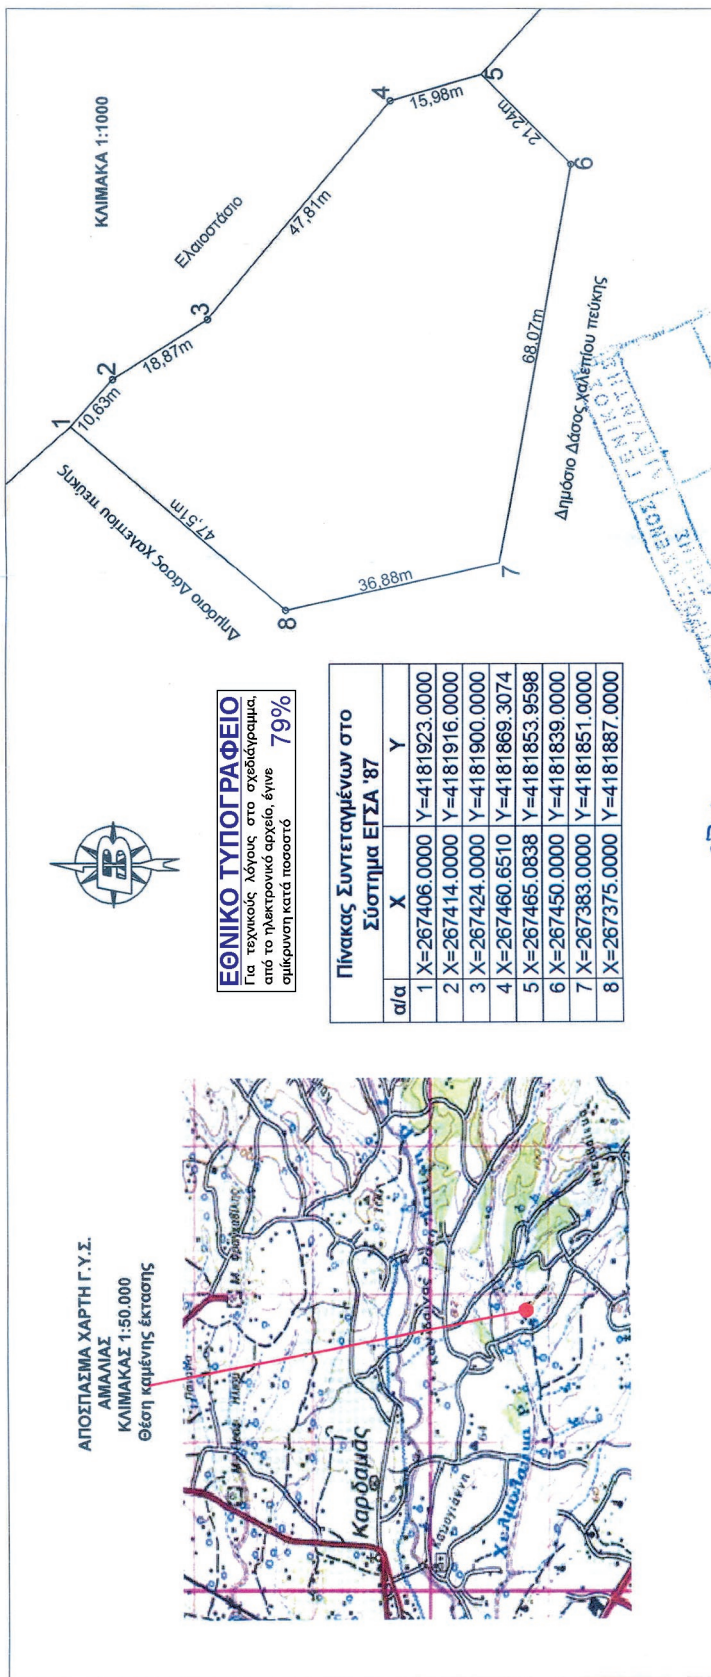 ΑΠΟΣΠΑΣΜΑ ΧΑΡΤΗ Γ.Υ.Σ.
ΑΜΑΛΙΑΣ
ΚΛΙΜΑΚΑΣ 1:50.000
Θέση καμένης έκτασης
Καρδαμάς
ΕΘΝΙΚΟ ΤΥΠΟΓΡΑΦΕΙΟ
Για τεχνικούς λόγους στο σχεδιάγραμμα,
από το ηλεκτρονικό αρχείο, έγινε
σμίκρυνση κατά ποσοστό 79%
Πίνακας Συντεταγμένων στο
Σύστημα ΕΓΣΑ '87
α/α X Y
1 X=267406.0000 Y=4181923.0000
2 X=267414.0000 Y=4181916.0000
3 X=267424.0000 Y=4181900.0000
4 X=267460.6510 Y=4181869.3074
5 X=267465.0838 Y=4181853.9598
6 X=267450.0000 Y=4181839.0000
7 X=267383.0000 Y=4181851.0000
8 X=267375.0000 Y=4181887.0000
ΚΛΙΜΑΚΑ 1:1000
Ελαιοστάσιο
Δημόσιο Δάσος χαλεπίου πεύκης
1
10,63m
2
18,87m
3
47,81m
4
15,98m
5
21,24m
6
68,07m
7
36,88m
8
47,51m
Δημόσιο Δάσος χαλεπίου πεύκης